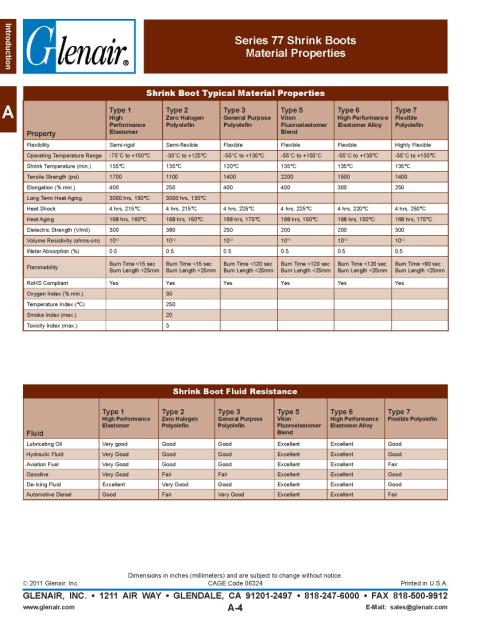 Introduction
Glenair®
Series 77 Shrink Boots
Material Properties
A
Shrink Boot Typical Material Properties
Property | Type 1 High Performance Elastomer | Type 2 Zero Halogen Polyolefin | Type 3 General Purpose Polyolefin | Type 5 Viton Fluoroelastomer Blend | Type 6 High Performance Elastomer Alloy | Type 7 Flexible Polyolefin
Flexibility | Semi-rigid | Semi-flexible | Flexible | Flexible | Flexible | Highly Flexible
Operating Temperature Range | -75°C to +150°C | -30°C to +125°C | -55°C to +135°C | -55°C to +150°C | -55°C to +135°C | -55°C to +135°C
Shrink Temperature (min.) | 135°C | 135°C | 120°C | 135°C | 135°C | 135°C
Tensile Strength (psi) | 1700 | 1100 | 1400 | 2200 | 1500 | 1400
Elongation (% min.) | 400 | 250 | 400 | 400 | 300 | 250
Long Term Heat Aging | 3000 hrs, 150°C | 3000 hrs, 135°C
Heat Shock | 4 hrs, 215°C | 4 hrs, 215°C | 4 hrs, 225°C | 4 hrs, 225°C | 4 hrs, 220°C | 4 hrs, 250°C
Heat Aging | 168 hrs, 160°C | 168 hrs, 160°C | 168 hrs, 175°C | 168 hrs, 150°C | 168 hrs, 150°C | 168 hrs, 175°C
Dielectric Strength (V/mil) | 300 | 380 | 250 | 200 | 200 | 300
Volume Resistivity (ohms-cm)
Water Absorption (%) | 0.5 | 0.5 | 0.5 | 0.5 | 0.5 | 0.5
Flammability | Burn Time <15 sec Burn Length <25mm | Burn Time <15 sec Burn Length <25mm | Burn Time <120 sec Burn Length <25mm | Burn Time <120 sec Burn Length <25mm | Burn Time <120 sec Burn Length <25mm | Burn Time <90 sec Burn Length <25mm
RoHS Compliant | Yes | Yes | Yes | Yes | Yes | Yes
Oxygen Index (% min.) | 30
Temperature Index (°C) | 250
Smoke Index (max.) | 20
Toxicity Index (max.) | 3
Shrink Boot Fluid Resistance
Fluid | Type 1 High Performance Elastomer | Type 2 Zero Halogen Polyolefin | Type 3 General Purpose Polyolefin | Type 5 Viton Fluoroelastomer Blend | Type 6 High Performance Elastomer Alloy | Type 7 Flexible Polyolefin
Lubricating Oil | Very good | Good | Good | Excellent | Excellent | Good
Hydraulic Fluid | Very Good | Good | Good | Excellent | Excellent | Good
Aviation Fuel | Very Good | Good | Good | Excellent | Excellent | Fair
Gasoline | Very Good | Fair | Fair | Excellent | Excellent | Good
De-Icing Fluid | Excellent | Very Good | Good | Excellent | Excellent | Good
Automotive Diesel | Good | Fair | Very Good | Excellent | Excellent | Fair
Dimensions in inches (millimeters) and are subject to change without notice.
© 2011 Glenair, Inc. CAGE Code 06324 Printed in U.S.A.
GLENAIR, INC. • 1211 AIR WAY • GLENDALE, CA 91201-2497 • 818-247-6000 • FAX 818-500-9912
www.glenair.com A-4 E-Mail: sales@glenair.com